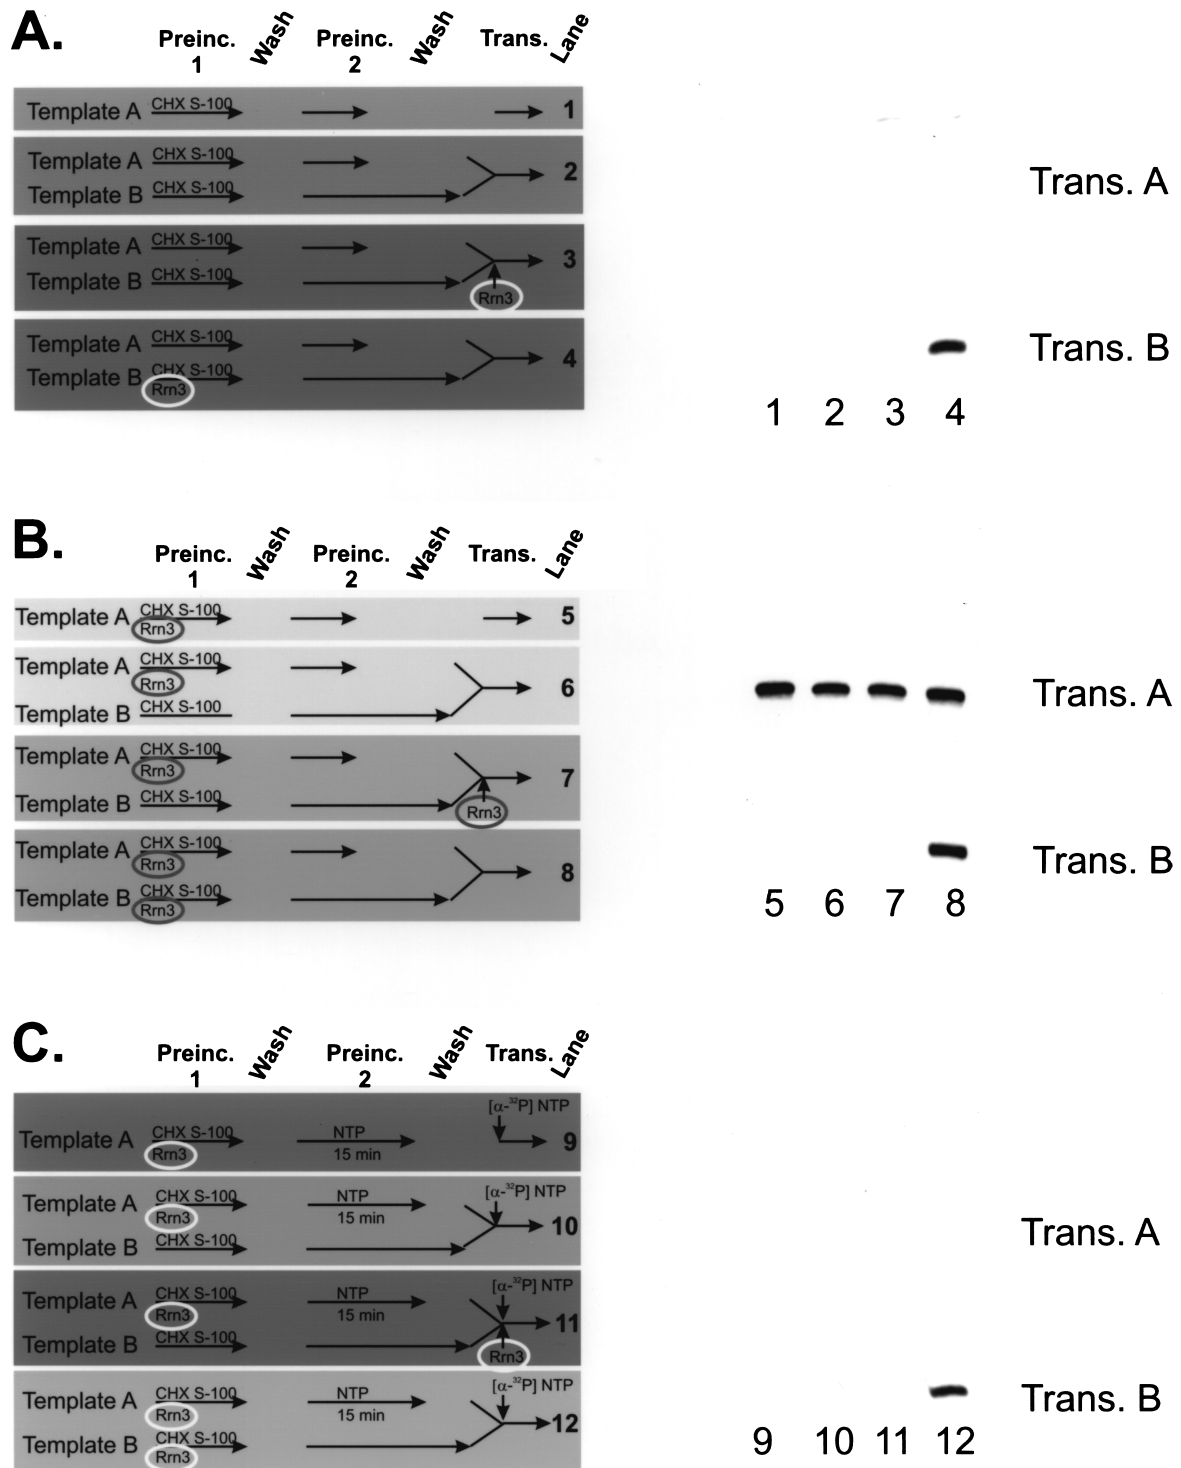 A.
Preinc. 1 Wash Preinc. 2 Wash Trans. Lane
Template A CHX S-100 1
Template A CHX S-100
Template B CHX S-100 2
Template A CHX S-100
Template B CHX S-100 3
Rrn3
Template A CHX S-100
Template B CHX S-100 4
Rrn3
Trans. A
Trans. B
1 2 3 4
B.
Preinc. 1 Wash Preinc. 2 Wash Trans. Lane
Template A CHX S-100 5
Rrn3
Template A CHX S-100
Rrn3 6
Template B CHX S-100
Template A CHX S-100
Rrn3 7
Template B CHX S-100
Rrn3
Template A CHX S-100
Rrn3 8
Template B CHX S-100
Rrn3
Trans. A
Trans. B
5 6 7 8
C.
Preinc. 1 Wash Preinc. 2 Wash Trans. Lane
[α-³²P] NTP
Template A CHX S-100 NTP 9
Rrn3 15 min
[α-³²P] NTP
Template A CHX S-100 NTP
Rrn3 15 min 10
Template B CHX S-100
[α-³²P] NTP
Template A CHX S-100 NTP
Rrn3 15 min 11
Template B CHX S-100
Rrn3
[α-³²P] NTP
Template A CHX S-100 NTP
Rrn3 15 min 12
Template B CHX S-100
Rrn3
Trans. A
Trans. B
9 10 11 12